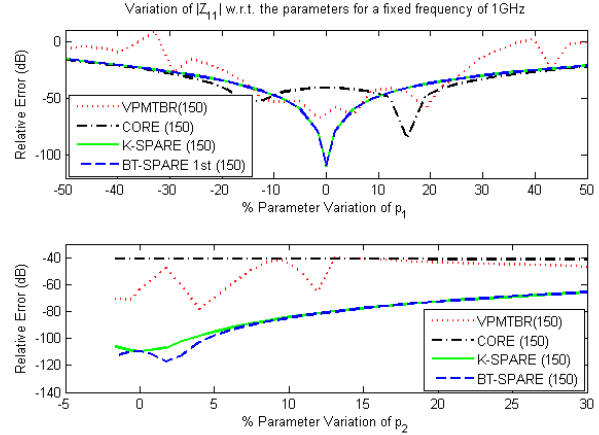 Variation of |Z11| w.r.t. the parameters for a fixed frequency of 1GHz
0
-50
-100
Relative Error (dB)
VPMTBR(150)
CORE (150)
K-SPARE (150)
BT-SPARE 1st (150)
-50 -40 -30 -20 -10 0 10 20 30 40 50
% Parameter Variation of p1
-40
-60
-80
-100
-120
-140
Relative Error (dB)
VPMTBR(150)
CORE (150)
K-SPARE (150)
BT-SPARE (150)
-5 0 5 10 15 20 25 30
% Parameter Variation of p2